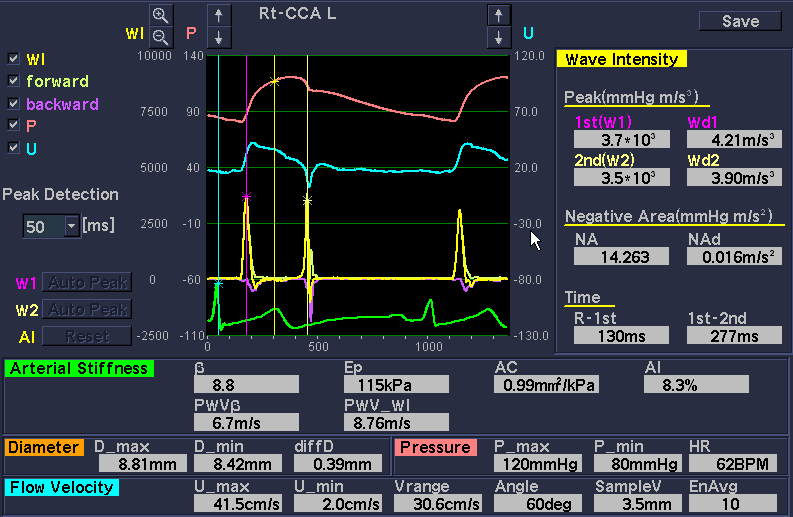 Rt-CCA L
Save
WI P U
10000 140 120.0
7500 110 70.0
5000 80 20.0
2500 -10 -30.0
0 -60 -80.0
-2500 -110 -130.0
40
0 500 1000
WI
forward
backward
P
U
Peak Detection
50 [ms]
W1 Auto Peak
W2 Auto Peak
AI Reset
Wave Intensity
Peak(mmHg m/s³)
1st(W1) Wd1
3.7*10³ 4.21m/s³
2nd(W2) Wd2
3.5*10³ 3.90m/s³
Negative Area(mmHg m/s²)
NA NAd
14.263 0.016m/s²
Time
R-1st 1st-2nd
130ms 277ms
Arterial Stiffness
β Ep AC AI
8.8 115kPa 0.99mm²/kPa 8.3%
PWVβ PWV_WI
6.7m/s 8.76m/s
Diameter D_max D_min diffD
8.81mm 8.42mm 0.39mm
Pressure P_max P_min HR
120mmHg 80mmHg 62BPM
Flow Velocity U_max U_min Vrange Angle SampleV EnAvg
41.5cm/s 2.0cm/s 30.6cm/s 60deg 3.5mm 10